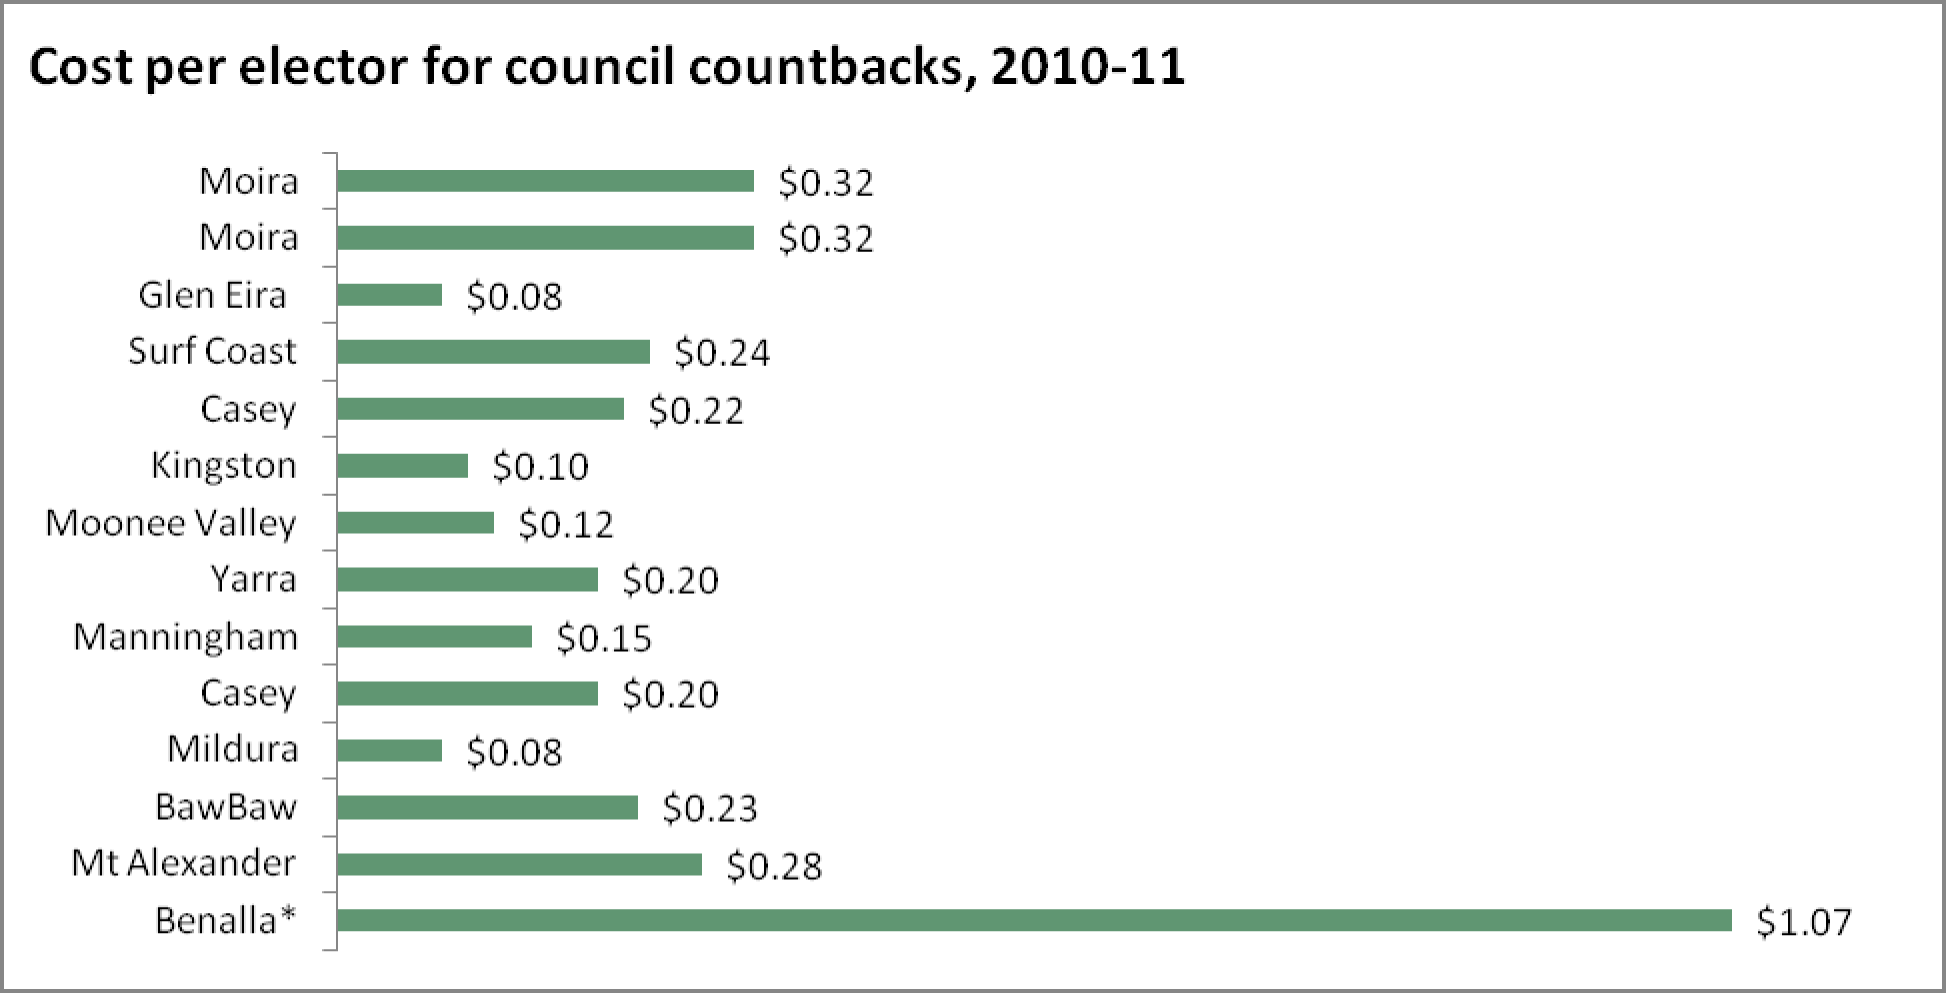 Cost per elector for council countbacks, 2010-11
Moira $0.32
Moira $0.32
Glen Eira $0.08
Surf Coast $0.24
Casey $0.22
Kingston $0.10
Moonee Valley $0.12
Yarra $0.20
Manningham $0.15
Casey $0.20
Mildura $0.08
BawBaw $0.23
Mt Alexander $0.28
Benalla* $1.07